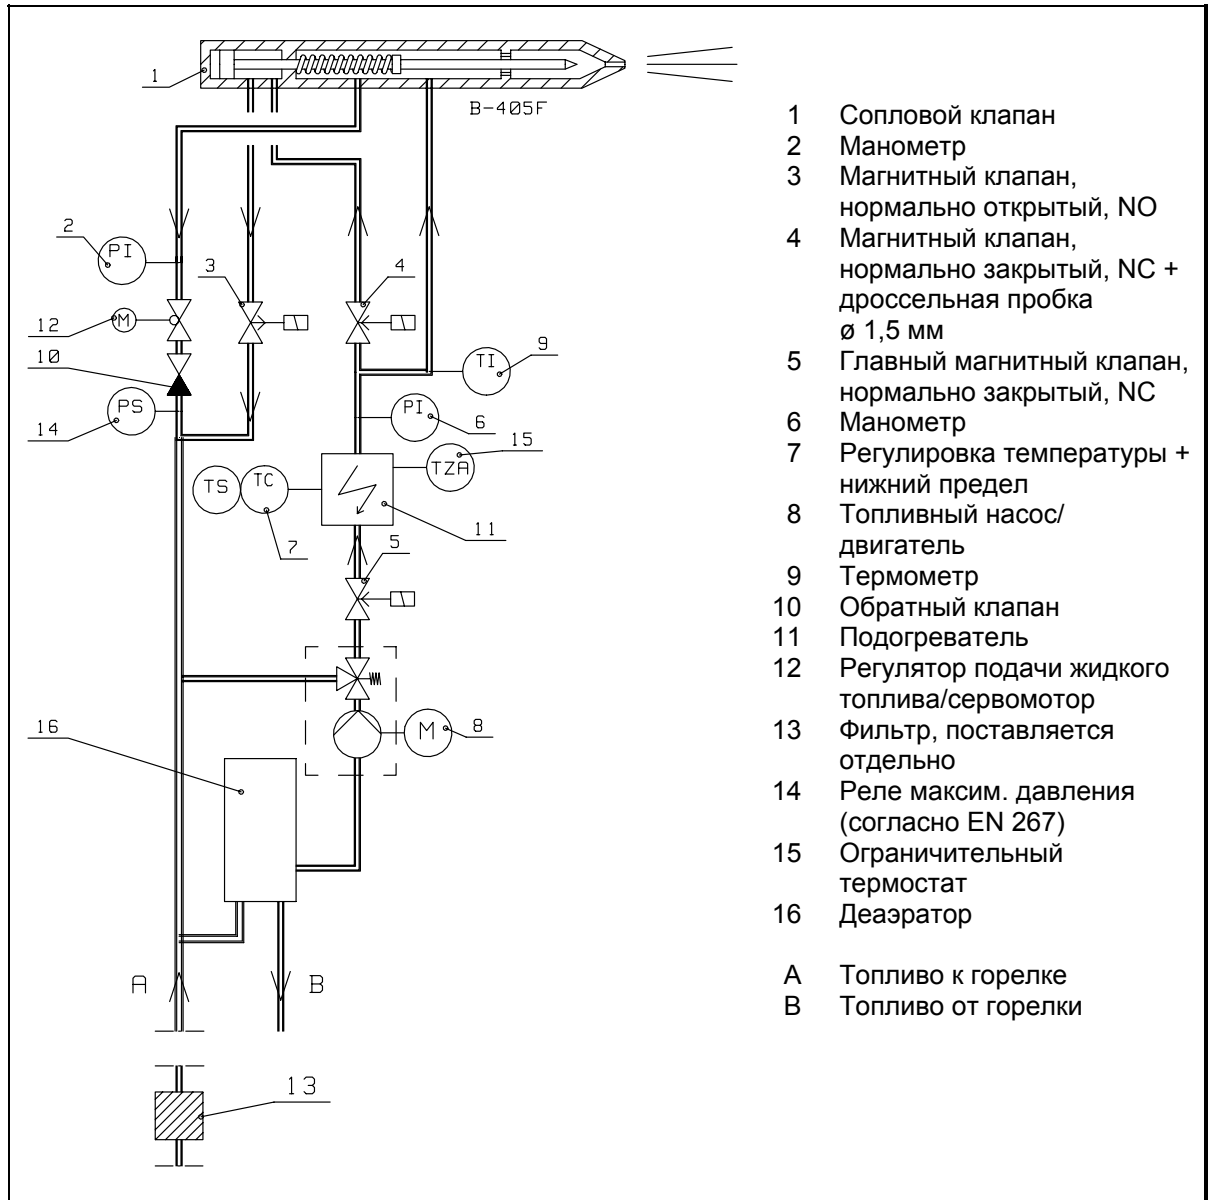 1
B-405F
2
PI
3
4
12
M
10
9
TI
PS
14
PI
6
15
TZA
TS
TC
7
11
5
16
M
8
A
B
13
1 Сопловой клапан
2 Манометр
3 Магнитный клапан,
нормально открытый, NO
4 Магнитный клапан,
нормально закрытый, NC +
дроссельная пробка
ø 1,5 мм
5 Главный магнитный клапан,
нормально закрытый, NC
6 Манометр
7 Регулировка температуры +
нижний предел
8 Топливный насос/
двигатель
9 Термометр
10 Обратный клапан
11 Подогреватель
12 Регулятор подачи жидкого
топлива/сервомотор
13 Фильтр, поставляется
отдельно
14 Реле максим. давления
(согласно EN 267)
15 Ограничительный
термостат
16 Деаэратор
A Топливо к горелке
B Топливо от горелки